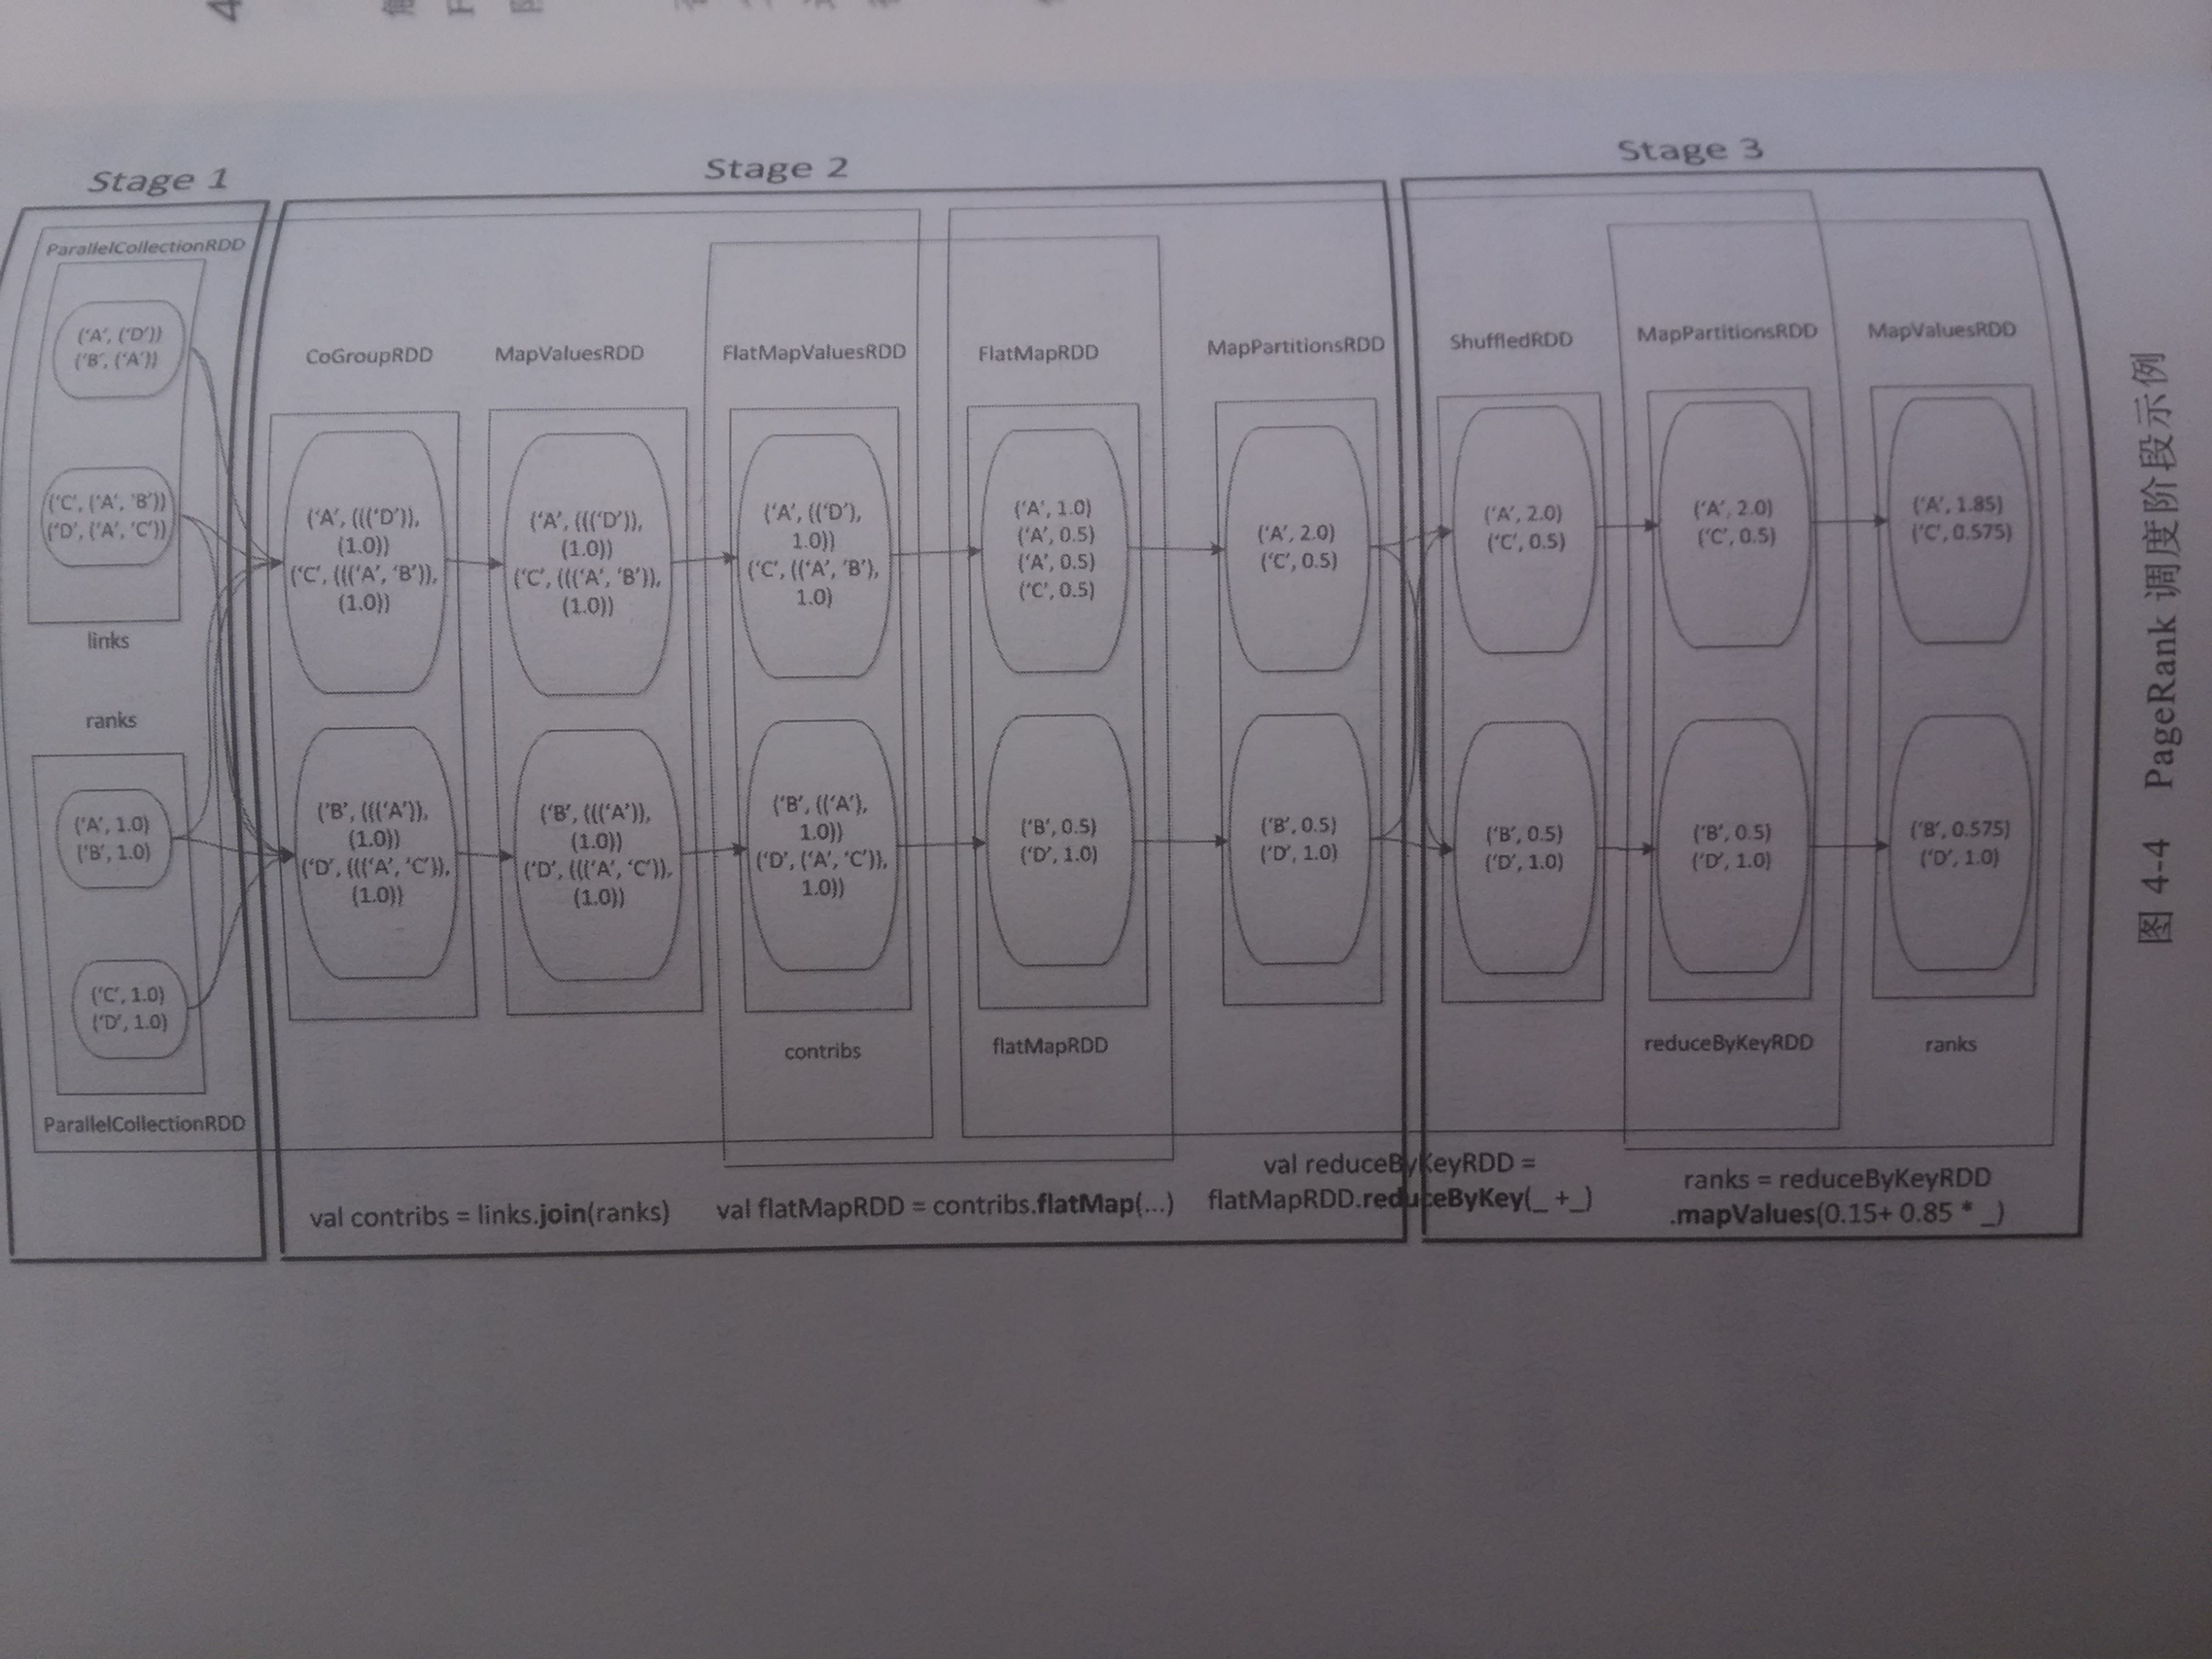 Stage 1
ParallelCollectionRDD
('A', ('D'))
('B', ('A'))
('C', ('A', 'B'))
('D', ('A', 'C'))
links
ranks
('A', 1.0)
('B', 1.0)
('C', 1.0)
('D', 1.0)
ParallelCollectionRDD
Stage 2
CoGroupRDD
('A', ((('D')),
(1.0))
('C', ((('A', 'B')),
(1.0))
('B', ((('A')),
(1.0))
('D', ((('A', 'C')),
(1.0))
MapValuesRDD
('A', ((('D')),
(1.0))
('C', ((('A', 'B')),
(1.0))
('B', ((('A')),
(1.0))
('D', ((('A', 'C')),
(1.0))
FlatMapValuesRDD
('A', (('D'),
1.0))
('C', (('A', 'B'),
1.0)
('B', (('A'),
1.0))
('D', ('A', 'C')),
1.0))
contribs
FlatMapRDD
('A', 1.0)
('A', 0.5)
('A', 0.5)
('C', 0.5)
('B', 0.5)
('D', 1.0)
flatMapRDD
MapPartitionsRDD
('A', 2.0)
('C', 0.5)
('B', 0.5)
('D', 1.0)
Stage 3
ShuffledRDD
('A', 2.0)
('C', 0.5)
('B', 0.5)
('D', 1.0)
MapPartitionsRDD
('A', 2.0)
('C', 0.5)
('B', 0.5)
('D', 1.0)
reduceByKeyRDD
MapValuesRDD
('A', 1.85)
('C', 0.575)
('B', 0.575)
('D', 1.0)
ranks
val contribs = links.join(ranks)
val flatMapRDD = contribs.flatMap(...)
val reduceByKeyRDD =
flatMapRDD.reduceByKey(_ +_)
ranks = reduceByKeyRDD
.mapValues(0.15+ 0.85 * _)
图 4-4 PageRank 调度阶段示例